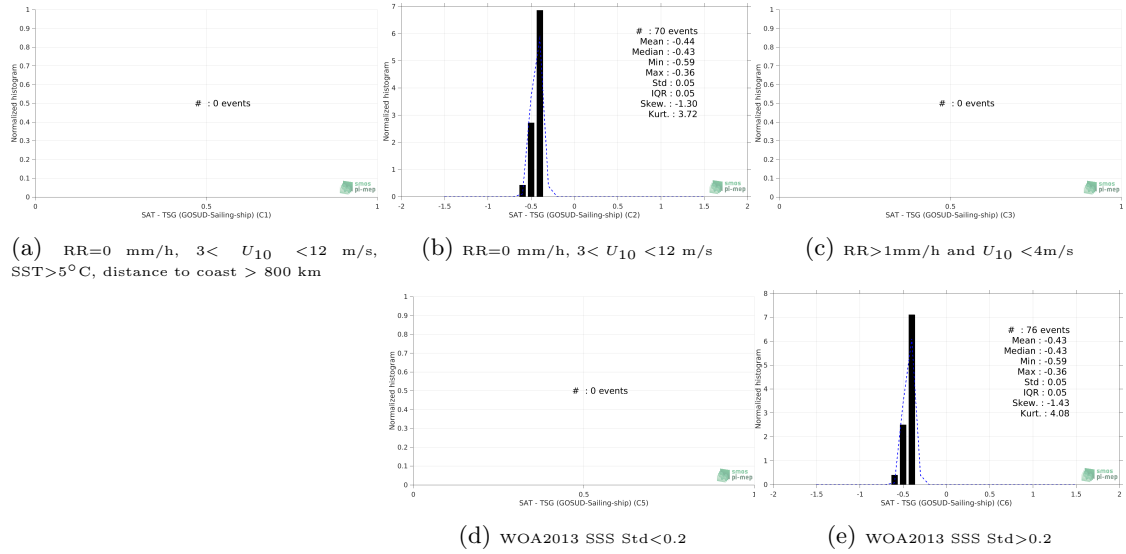 1
0.9
0.8
0.7
0.6
0.5
0.4
0.3
0.2
0.1
0
Normalized histogram
# : 0 events
smos
pi-mep
0 0.5 1
SAT - TSG (GOSUD-Sailing-ship) (C1)
(a) RR=0 mm/h, 3< U10 <12 m/s,
SST>5°C, distance to coast > 800 km
7
6
5
4
3
2
1
0
Normalized histogram
# : 70 events
Mean : -0.44
Median : -0.43
Min : -0.59
Max : -0.36
Std : 0.05
IQR : 0.05
Skew. : -1.30
Kurt. : 3.72
smos
pi-mep
-2 -1.5 -1 -0.5 0 0.5 1 1.5 2
SAT - TSG (GOSUD-Sailing-ship) (C2)
(b) RR=0 mm/h, 3< U10 <12 m/s
1
0.9
0.8
0.7
0.6
0.5
0.4
0.3
0.2
0.1
0
Normalized histogram
# : 0 events
smos
pi-mep
0 0.5 1
SAT - TSG (GOSUD-Sailing-ship) (C3)
(c) RR>1mm/h and U10 <4m/s
1
0.9
0.8
0.7
0.6
0.5
0.4
0.3
0.2
0.1
0
Normalized histogram
# : 0 events
smos
pi-mep
0 0.5 1
SAT - TSG (GOSUD-Sailing-ship) (C5)
(d) WOA2013 SSS Std<0.2
8
7
6
5
4
3
2
1
0
Normalized histogram
# : 76 events
Mean : -0.43
Median : -0.43
Min : -0.59
Max : -0.36
Std : 0.05
IQR : 0.05
Skew. : -1.43
Kurt. : 4.08
smos
pi-mep
-2 -1.5 -1 -0.5 0 0.5 1 1.5 2
SAT - TSG (GOSUD-Sailing-ship) (C6)
(e) WOA2013 SSS Std>0.2